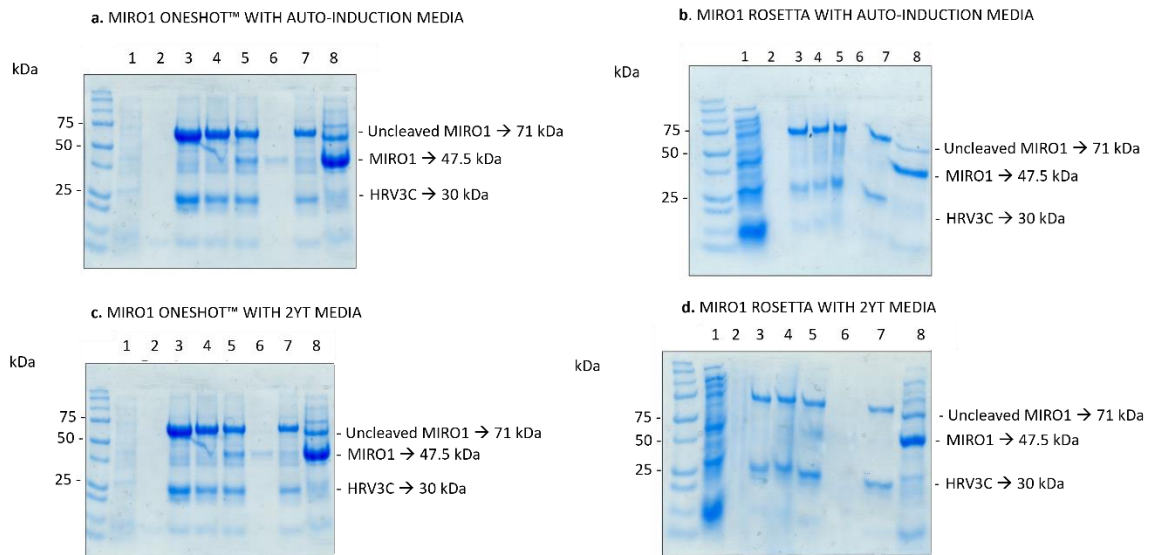 a. MIRO1 ONESHOT™ WITH AUTO-INDUCTION MEDIA
1 2 3 4 5 6 7 8
kDa
75 -
50 -
25 -
- Uncleaved MIRO1 → 71 kDa
- MIRO1 → 47.5 kDa
- HRV3C → 30 kDa
b. MIRO1 ROSETTA WITH AUTO-INDUCTION MEDIA
1 2 3 4 5 6 7 8
kDa
75 -
50 -
25 -
- Uncleaved MIRO1 → 71 kDa
- MIRO1 → 47.5 kDa
- HRV3C → 30 kDa
c. MIRO1 ONESHOT™ WITH 2YT MEDIA
1 2 3 4 5 6 7 8
kDa
75 -
50 -
25 -
- Uncleaved MIRO1 → 71 kDa
- MIRO1 → 47.5 kDa
- HRV3C → 30 kDa
d. MIRO1 ROSETTA WITH 2YT MEDIA
1 2 3 4 5 6 7 8
kDa
75 -
50 -
25 -
- Uncleaved MIRO1 → 71 kDa
- MIRO1 → 47.5 kDa
- HRV3C → 30 kDa